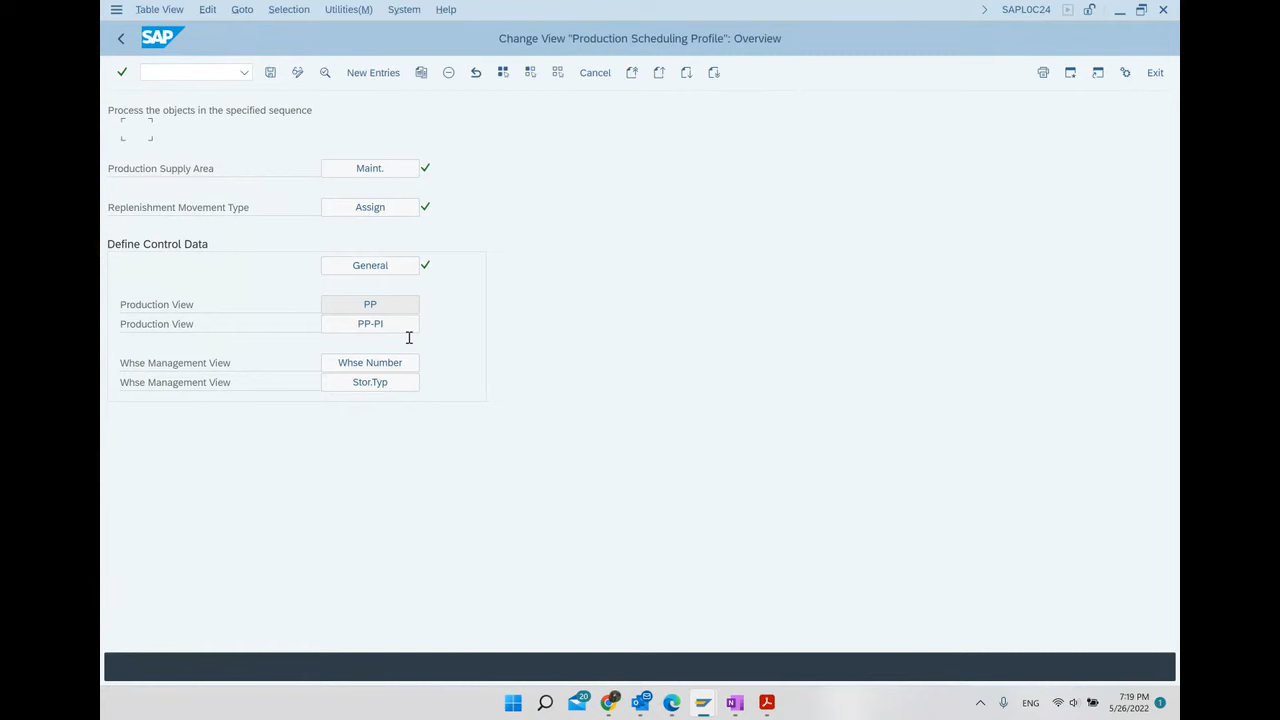 Table View Edit Goto Selection Utilities(M) System Help SAPL0C24
SAP Change View "Production Scheduling Profile": Overview
New Entries Cancel Exit
Process the objects in the specified sequence
Production Supply Area Maint.
Replenishment Movement Type Assign
Define Control Data
General
Production View PP
Production View PP-PI
Whse Management View Whse Number
Whse Management View Stor.Typ
20 ENG 7:19 PM 1
5/26/2022